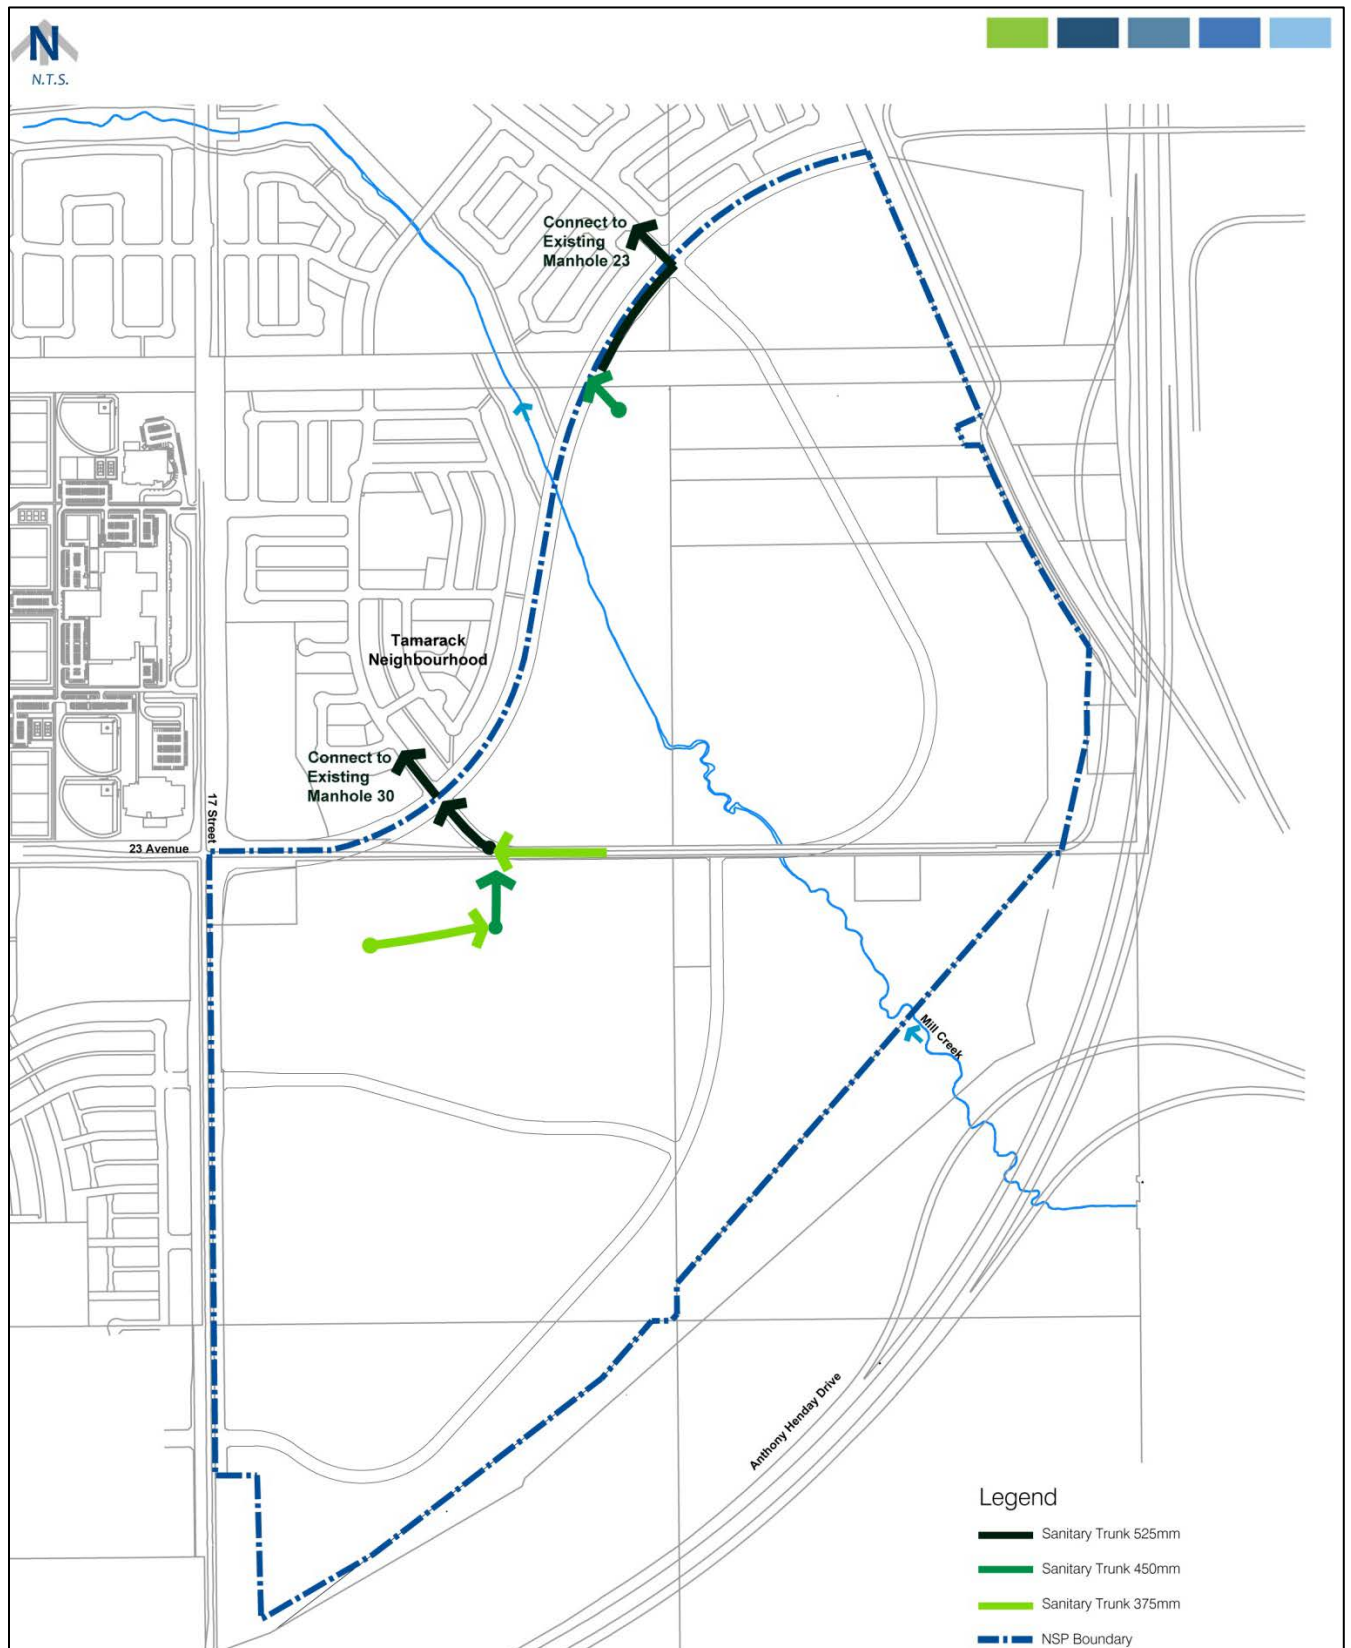 N
N.T.S.
Connect to
Existing
Manhole 23
Tamarack
Neighbourhood
Connect to
Existing
Manhole 30
17 Street
23 Avenue
Mill Creek
Anthony Henday Drive
Legend
Sanitary Trunk 525mm
Sanitary Trunk 450mm
Sanitary Trunk 375mm
NSP Boundary